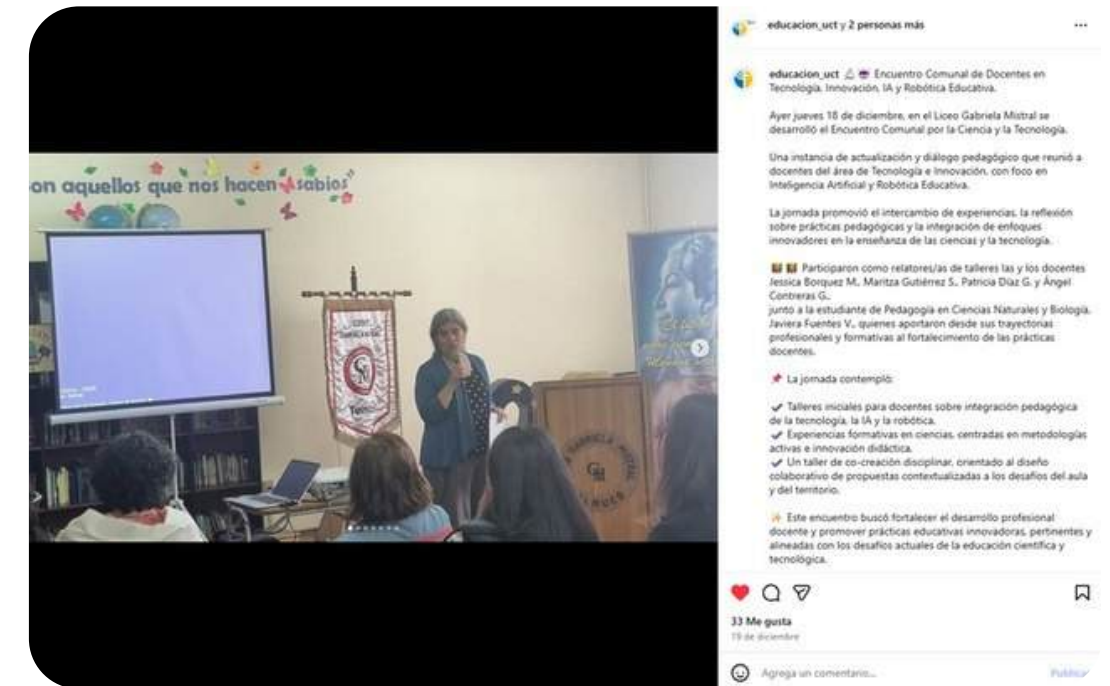 on aquellos que nos hacen sabios"
Temuco
GABRIELA MISTRAL
GM
TEMUCO
educacion_uct y 2 personas más
educacion_uct Encuentro Comunal de Docentes en
Tecnología, Innovación, IA y Robótica Educativa.
Ayer jueves 18 de diciembre, en el Liceo Gabriela Mistral se
desarrolló el Encuentro Comunal por la Ciencia y la Tecnología.
Una instancia de actualización y diálogo pedagógico que reunió a
docentes del área de Tecnología e Innovación, con foco en
Inteligencia Artificial y Robótica Educativa.
La jornada promovió el intercambio de experiencias, la reflexión
sobre prácticas pedagógicas y la integración de enfoques
innovadores en la enseñanza de las ciencias y la tecnología.
Participaron como relatores/as de talleres las y los docentes
Jessica Borquez M., Maritza Gutiérrez S., Patricia Díaz G. y Ángel
Contreras G.,
junto a la estudiante de Pedagogía en Ciencias Naturales y Biología,
Javiera Fuentes V., quienes aportaron desde sus trayectorias
profesionales y formativas al fortalecimiento de las prácticas
docentes.
La jornada contempló:
Talleres iniciales para docentes sobre integración pedagógica
de la tecnología, la IA y la robótica.
Experiencias formativas en ciencias, centradas en metodologías
activas e innovación didáctica.
Un taller de co-creación disciplinar, orientado al diseño
colaborativo de propuestas contextualizadas a los desafíos del aula
y del territorio.
Este encuentro buscó fortalecer el desarrollo profesional
docente y promover prácticas educativas innovadoras, pertinentes y
alineadas con los desafíos actuales de la educación científica y
tecnológica.
33 Me gusta
19 de diciembre
Agrega un comentario...
Publicar